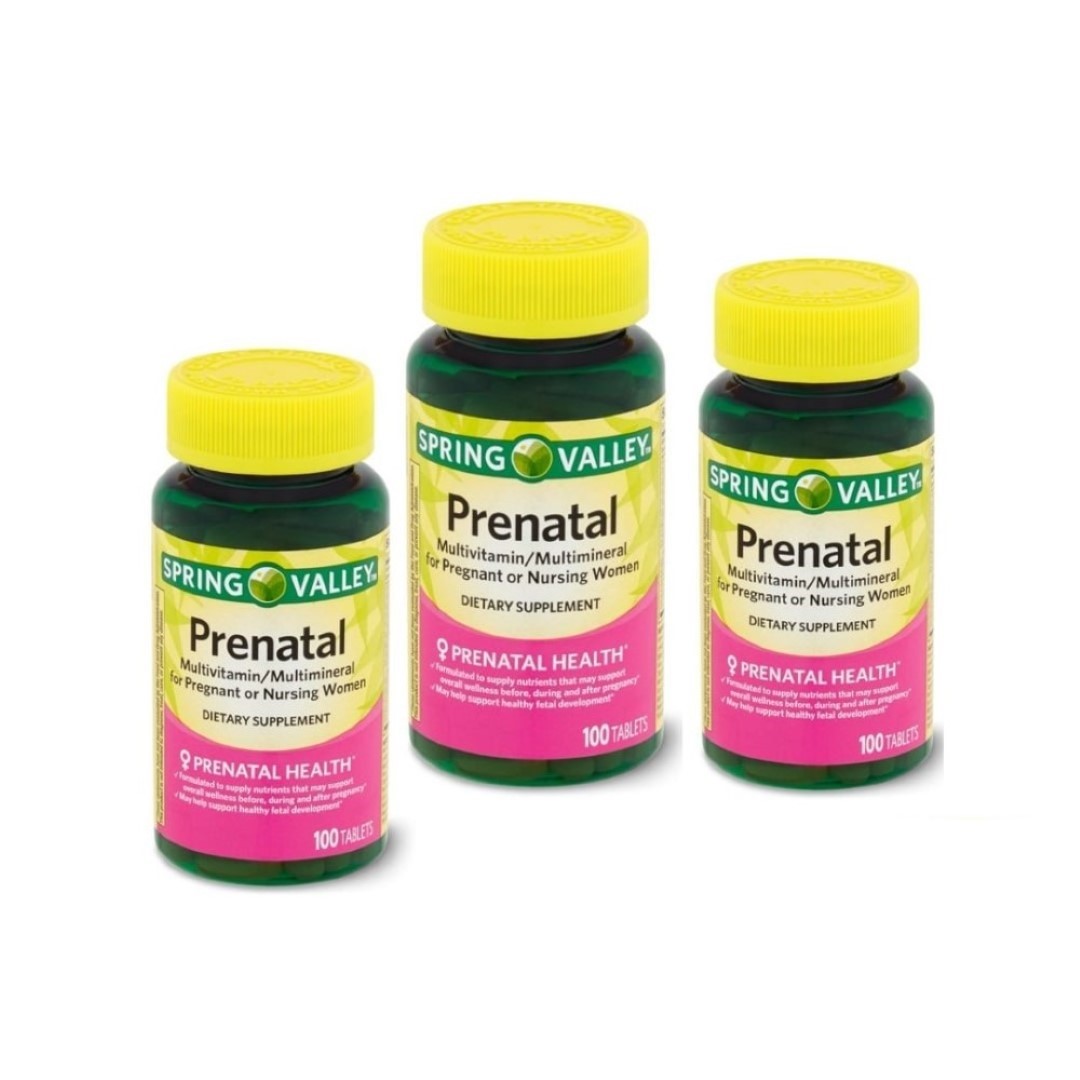 SPRING VALLEY™
Prenatal
Multivitamin/Multimineral
for Pregnant or Nursing Women
DIETARY SUPPLEMENT
PRENATAL HEALTH*
✓Formulated to supply nutrients that may support
overall wellness before, during and after pregnancy*
✓May help support healthy fetal development*
100 TABLETS
SPRING VALLEY™
Prenatal
Multivitamin/Multimineral
for Pregnant or Nursing Women
DIETARY SUPPLEMENT
PRENATAL HEALTH*
✓Formulated to supply nutrients that may support
overall wellness before, during and after pregnancy*
✓May help support healthy fetal development*
100 TABLETS
SPRING VALLEY™
Prenatal
Multivitamin/Multimineral
for Pregnant or Nursing Women
DIETARY SUPPLEMENT
PRENATAL HEALTH*
✓Formulated to supply nutrients that may support
overall wellness before, during and after pregnancy*
✓May help support healthy fetal development*
100 TABLETS